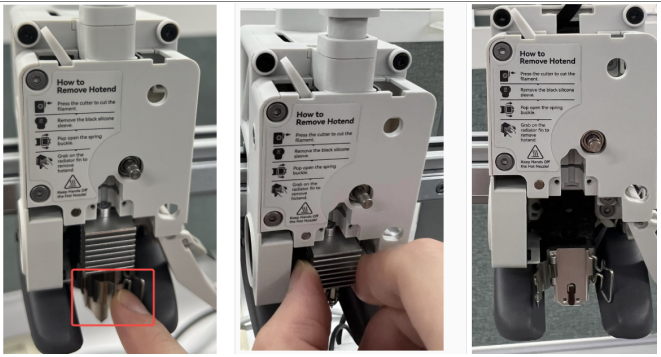 How to
Remove Hotend
Press the cutter to cut the
filament.
Remove the black silicone
sleeve.
Pop open the spring
buckle.
Grab on the
radiator fin to
remove
hotend.
Keep Hands Off
the Hot Nozzle!
How to
Remove Hotend
Press the cutter to cut the
filament.
Remove the black silicone
sleeve.
Pop open the spring
buckle.
Grab on the
radiator fin to
remove
hotend.
Keep Hands Off
the Hot Nozzle!
How to
Remove Hotend
Press the cutter to cut the
filament.
Remove the black silicone
sleeve.
Pop open the spring
buckle.
Grab on the
radiator fin to
remove
hotend.
Keep Hands Off
the Hot Nozzle!